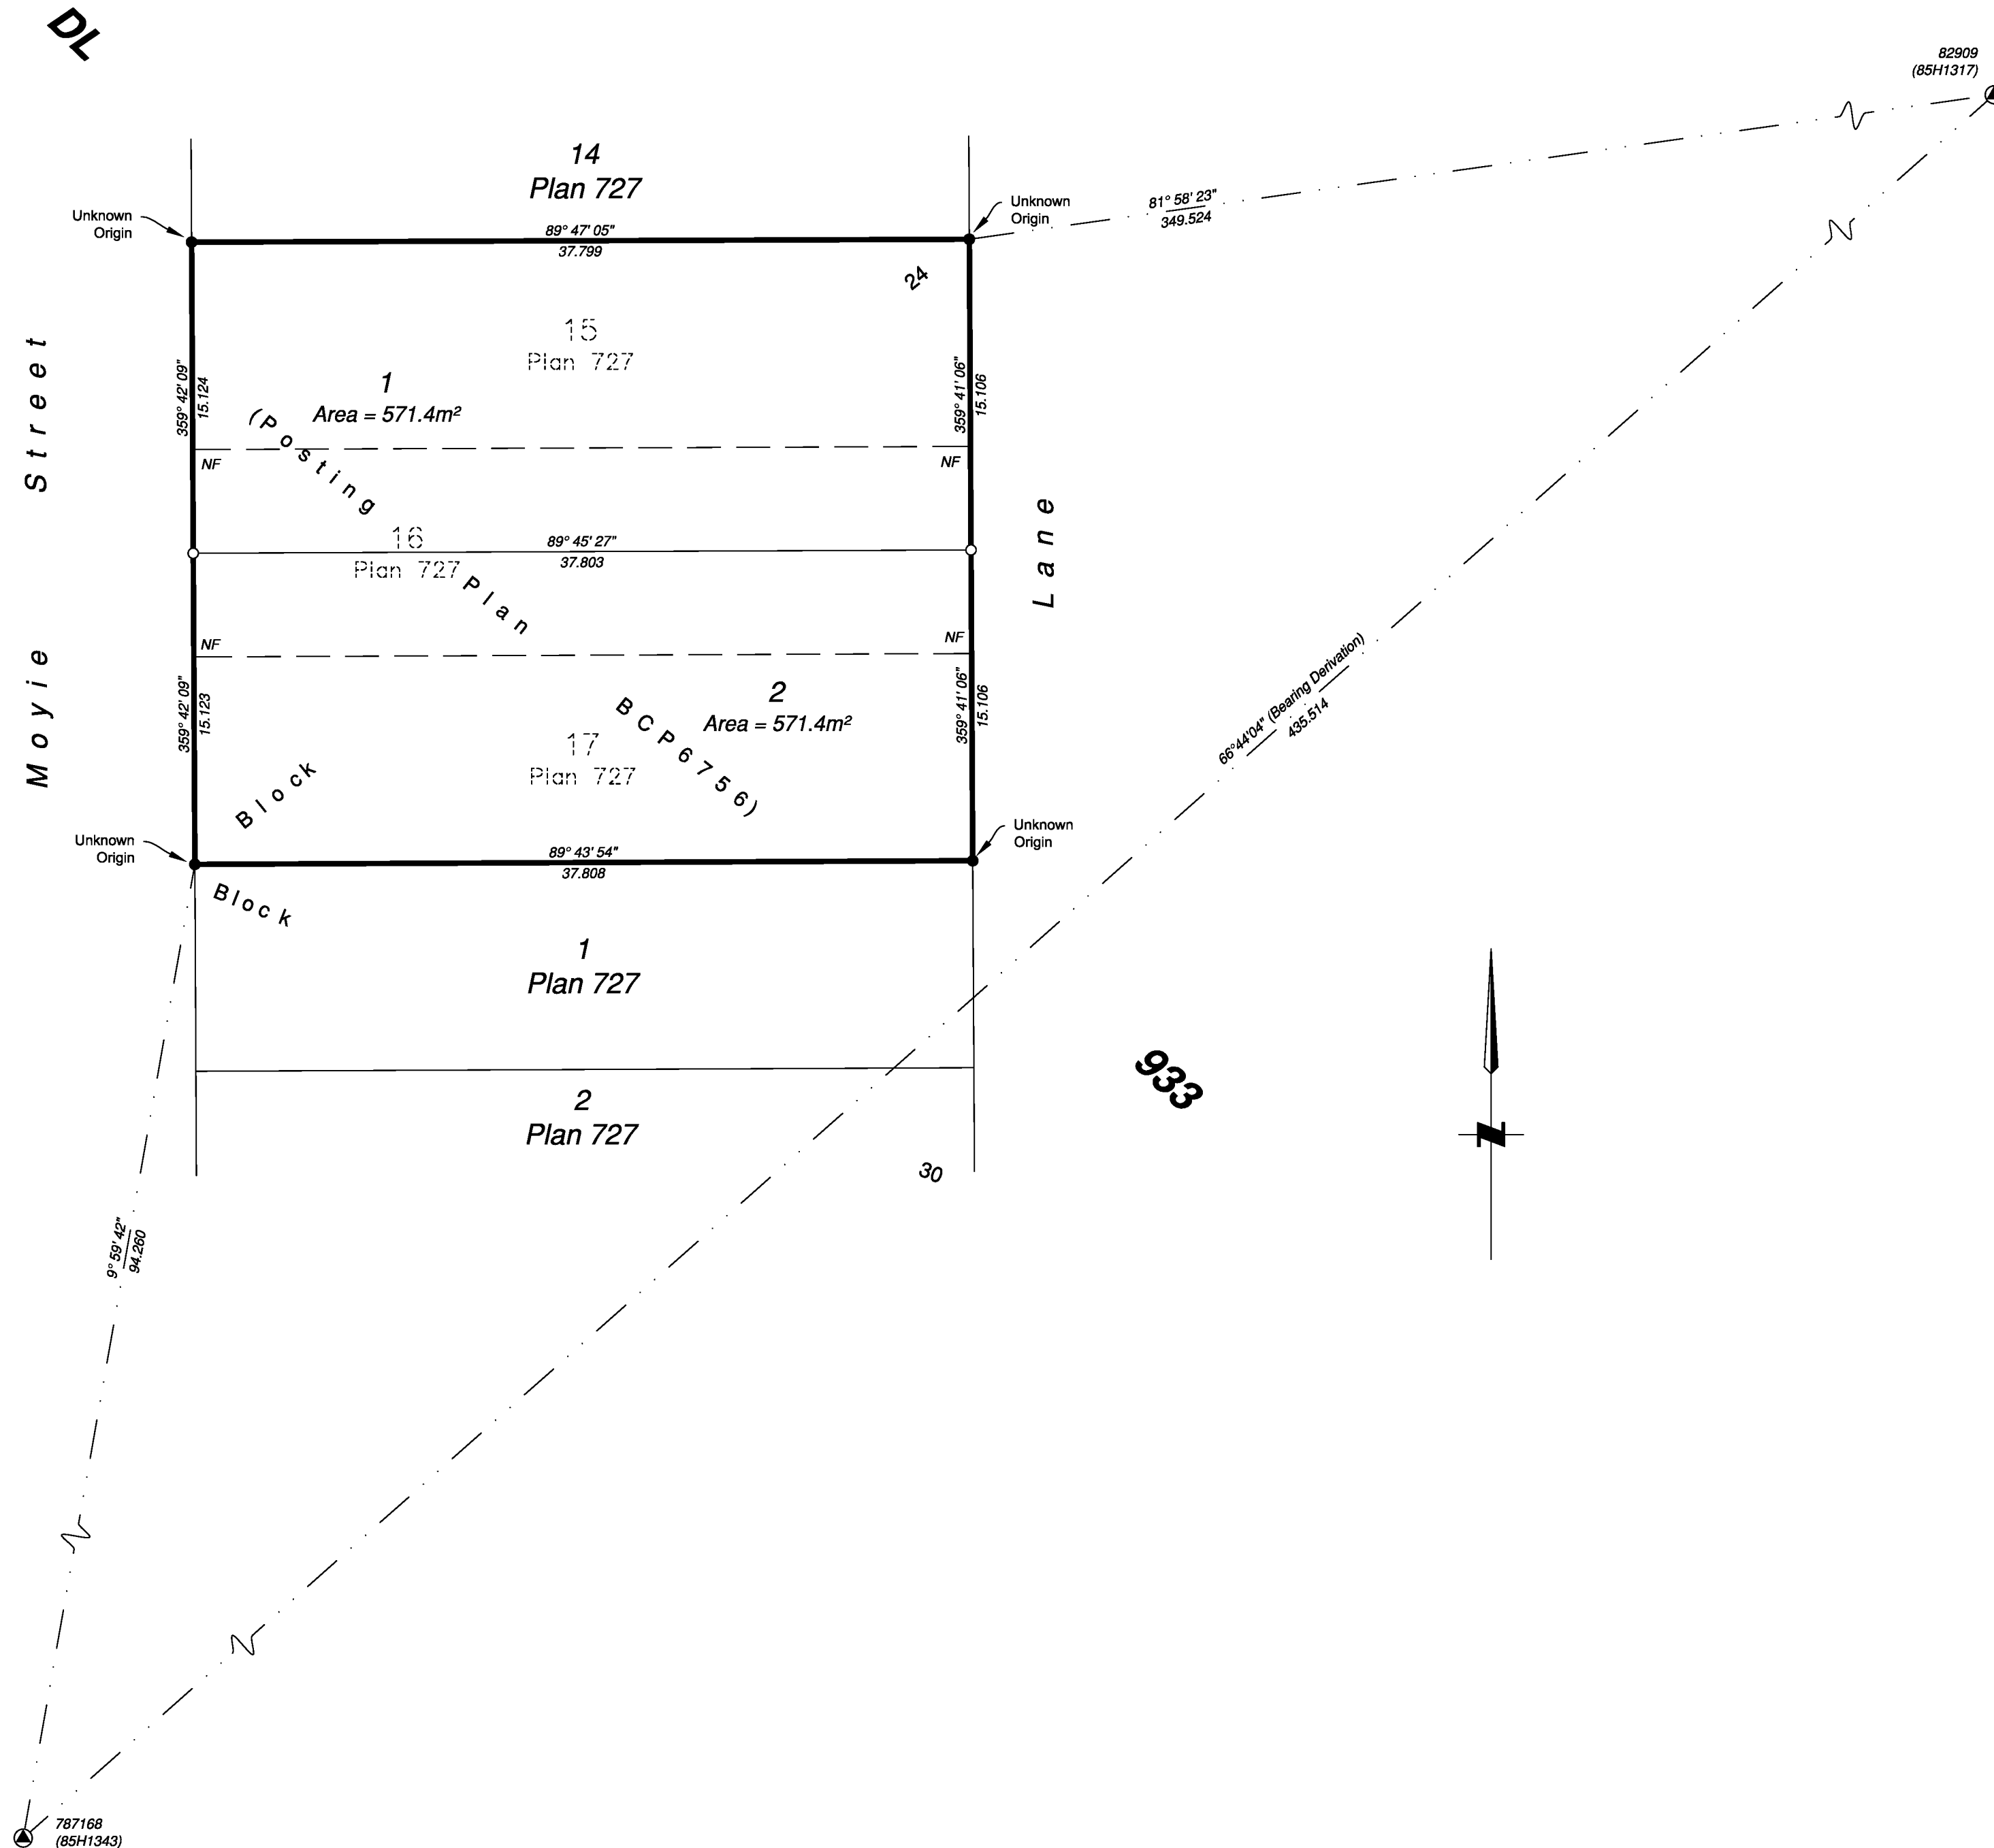 DL
82909
(85H1317)
14
Plan 727
Unknown
Origin
Unknown
Origin
81° 58' 23"
349.524
89° 47' 05"
37.799
24
15
Plan 727
1
Area = 571.4m²
359° 42' 09"
15.124
359° 41' 06"
15.106
Moyie Street
(Posting Plan BCP6756)
NF
NF
16
Plan 727
89° 45' 27"
37.803
Lane
NF
NF
2
Area = 571.4m²
359° 42' 09"
15.123
359° 41' 06"
15.106
66°44'04" (Bearing Derivation)
435.514
17
Plan 727
Block
Unknown
Origin
Unknown
Origin
89° 43' 54"
37.808
Block
1
Plan 727
933
2
Plan 727
30
N
9° 59' 42"
94.260
787168
(85H1343)